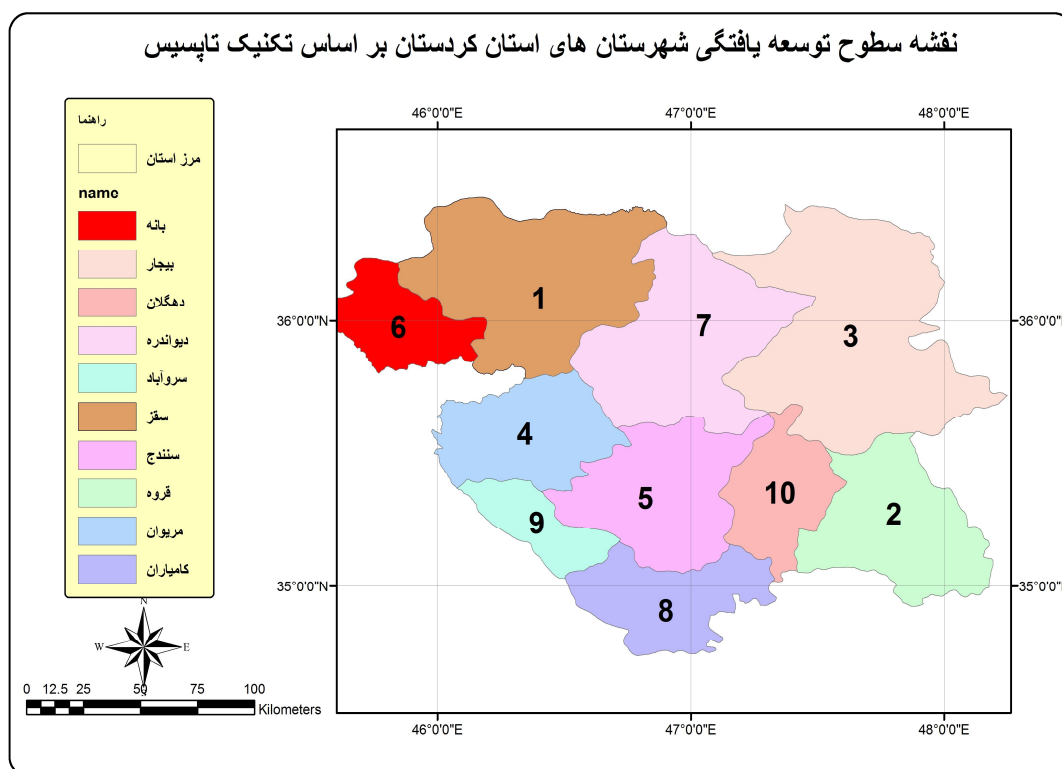 نقشه سطوح توسعه یافتگی شهرستان های استان کردستان بر اساس تکنیک تاپسیس
راهنما
مرز استان
name
بانه
بیجار
دهگلان
دیواندره
سروآباد
سقز
سنندج
قروه
مریوان
کامیاران
N
W E
S
0 12.5 25 50 75 100
Kilometers
46°0'0"E 47°0'0"E 48°0'0"E
36°0'0"N 36°0'0"N
35°0'0"N 35°0'0"N
46°0'0"E 47°0'0"E 48°0'0"E
1
6
7
3
4
5
10
2
9
8